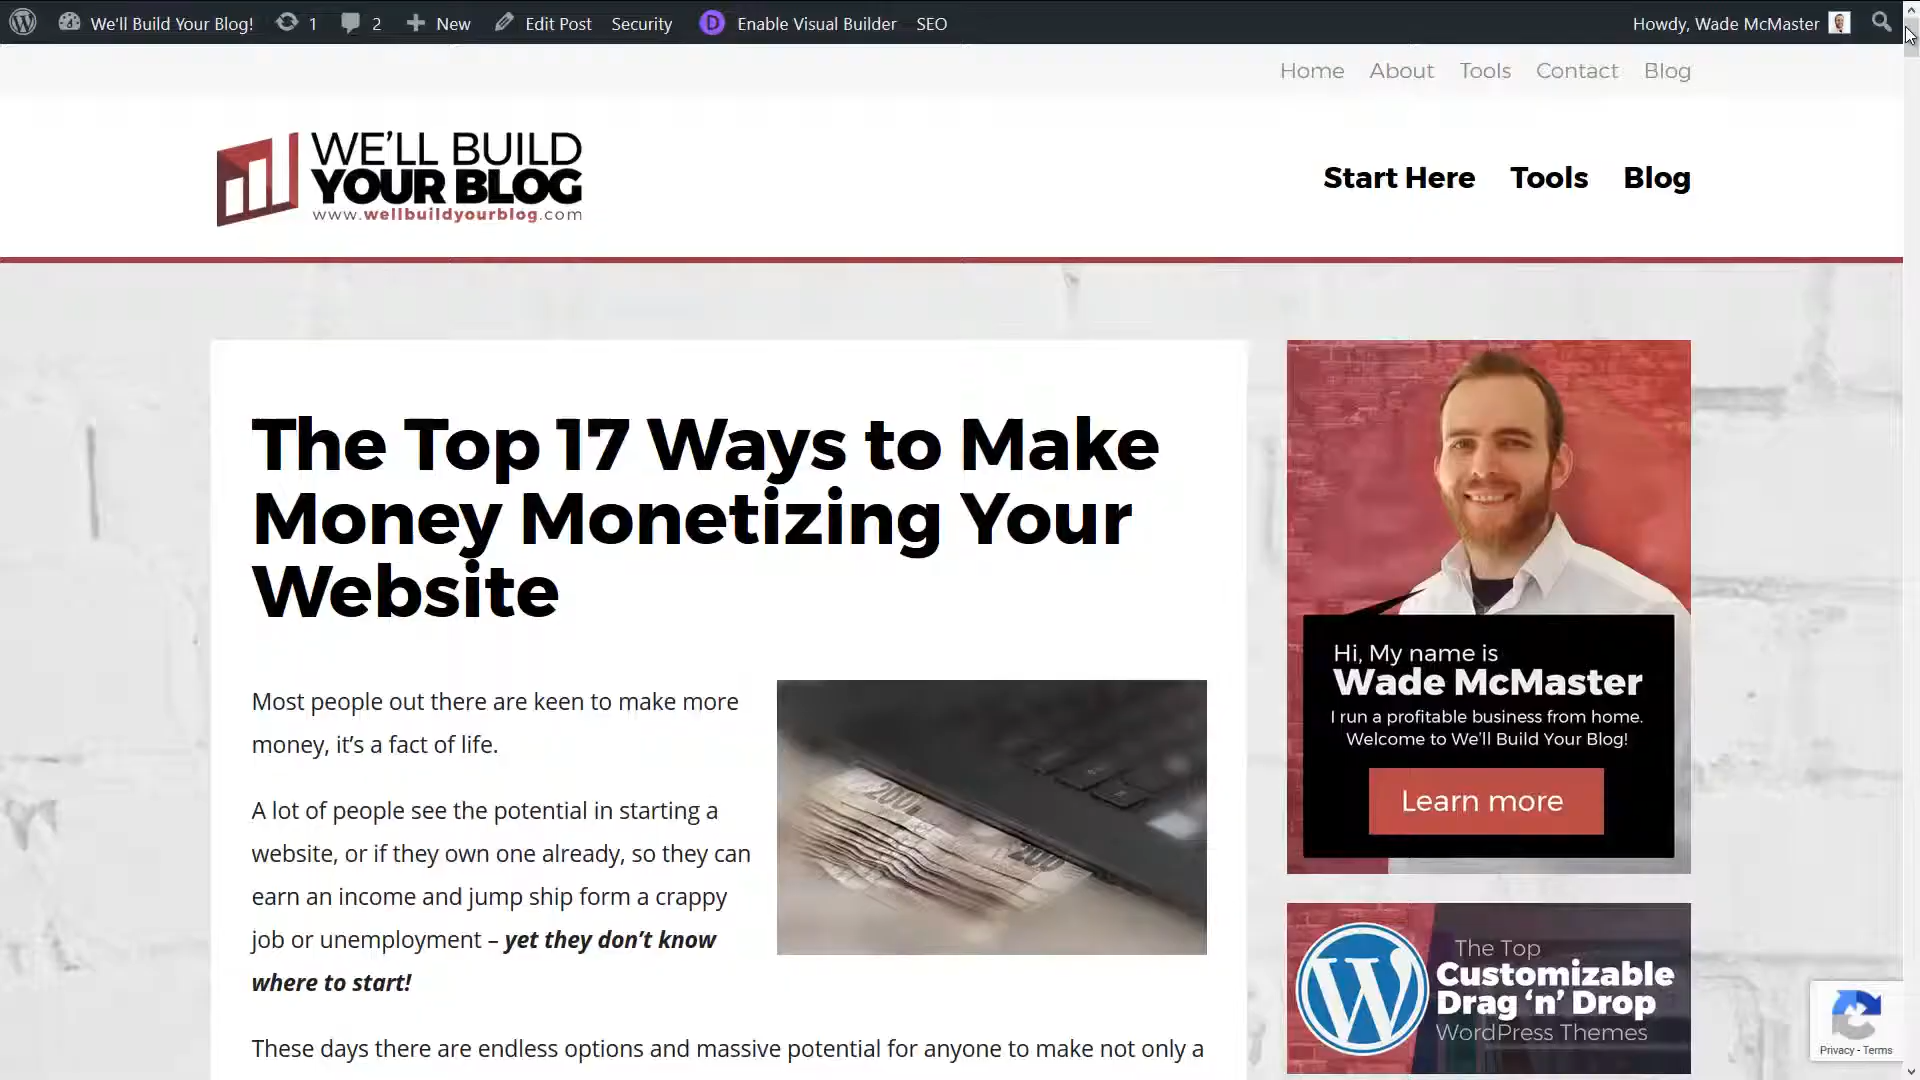 We'll Build Your Blog! 1 2 New Edit Post Security D Enable Visual Builder SEO Howdy, Wade McMaster
Home About Tools Contact Blog
WE'LL BUILD
YOUR BLOG
www.wellbuildyourblog.com
Start Here Tools Blog
The Top 17 Ways to Make
Money Monetizing Your
Website
Most people out there are keen to make more
money, it’s a fact of life.
A lot of people see the potential in starting a
website, or if they own one already, so they can
earn an income and jump ship form a crappy
job or unemployment – yet they don’t know
where to start!
These days there are endless options and massive potential for anyone to make not only a
200
200
Hi, My name is
Wade McMaster
I run a profitable business from home.
Welcome to We'll Build Your Blog!
Learn more
W
The Top
Customizable
Drag ‘n’ Drop
WordPress Themes
Privacy - Terms